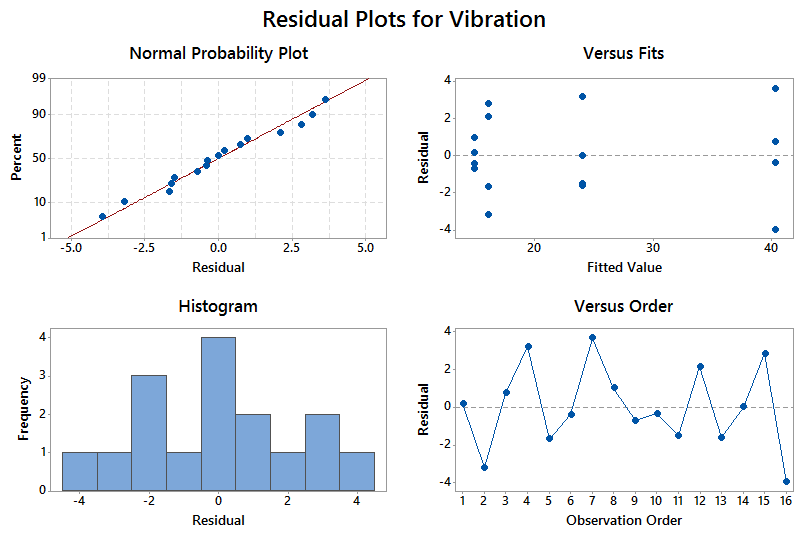 Residual Plots for Vibration
Normal Probability Plot
Versus Fits
99
90
50
10
1
Percent
-5.0 -2.5 0.0 2.5 5.0
Residual
4
2
0
-2
-4
Residual
20 30 40
Fitted Value
Histogram
Versus Order
4
3
2
1
0
Frequency
-4 -2 0 2 4
Residual
4
2
0
-2
-4
Residual
1 2 3 4 5 6 7 8 9 10 11 12 13 14 15 16
Observation Order